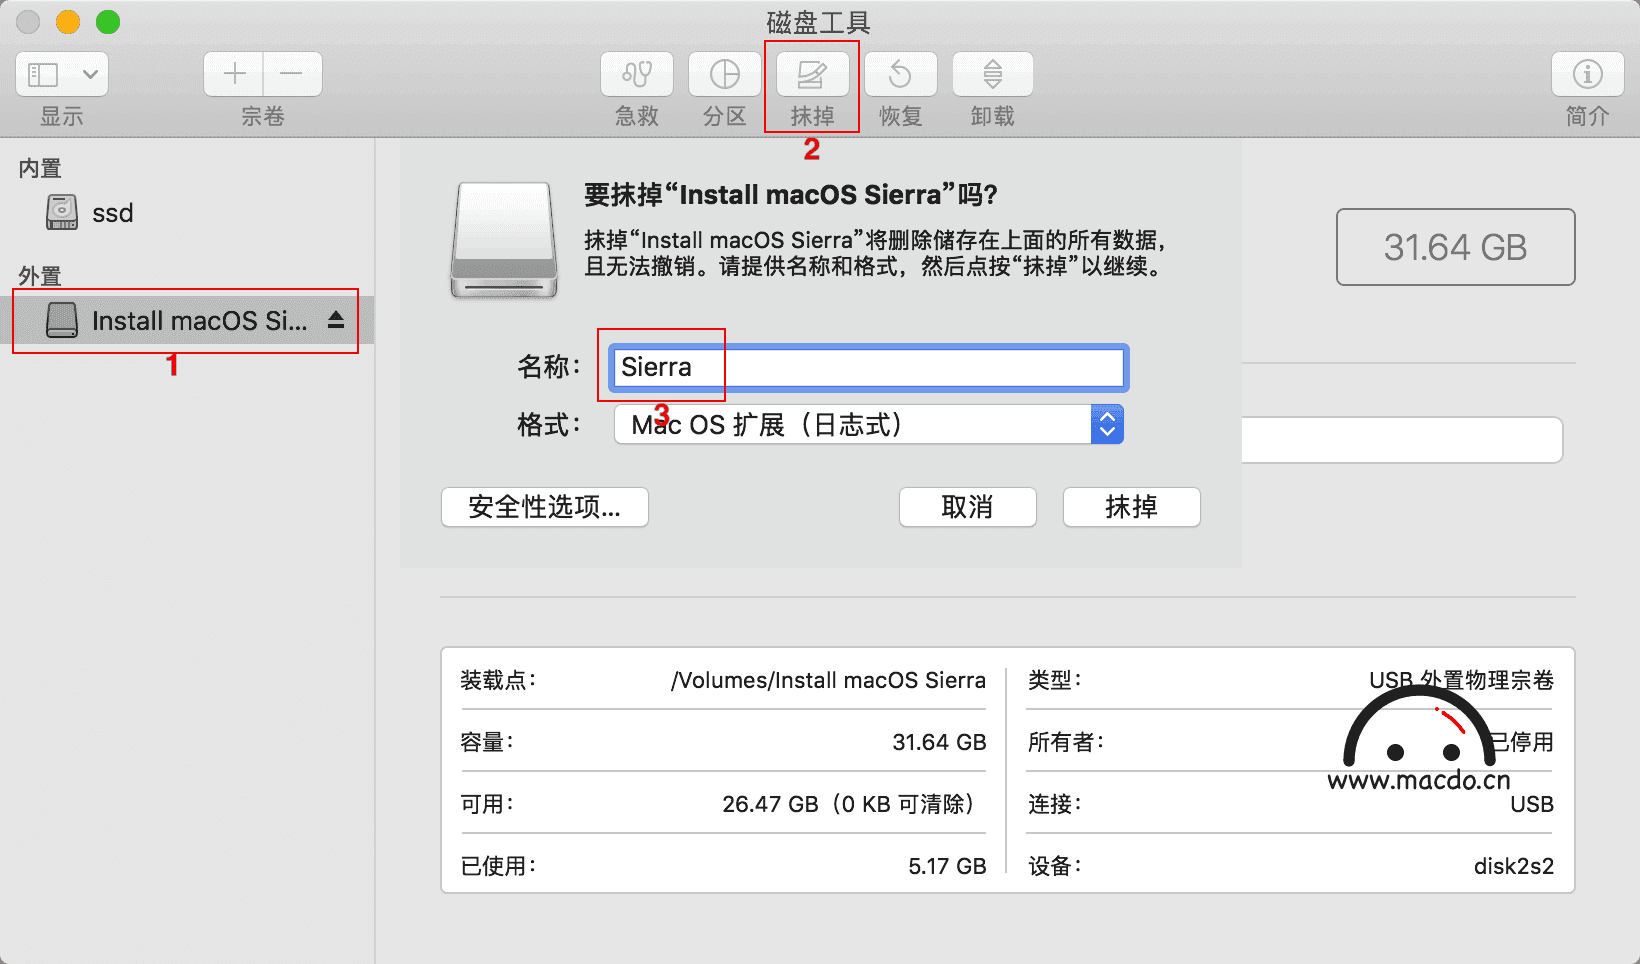 磁盘工具
显示
宗卷
急救
分区
抹掉
恢复
卸载
简介
2
内置
ssd
外置
Install macOS Si...
1
要抹掉“Install macOS Sierra”吗?
抹掉“Install macOS Sierra”将删除储存在上面的所有数据,
且无法撤销。请提供名称和格式，然后点按“抹掉”以继续。
31.64 GB
名称： Sierra
3
格式： Mac OS 扩展（日志式）
安全性选项...
取消
抹掉
装载点： /Volumes/Install macOS Sierra
容量： 31.64 GB
可用： 26.47 GB（0 KB 可清除）
已使用： 5.17 GB
类型： USB 外置物理宗卷
所有者： 已停用
www.macdo.cn
连接： USB
设备： disk2s2